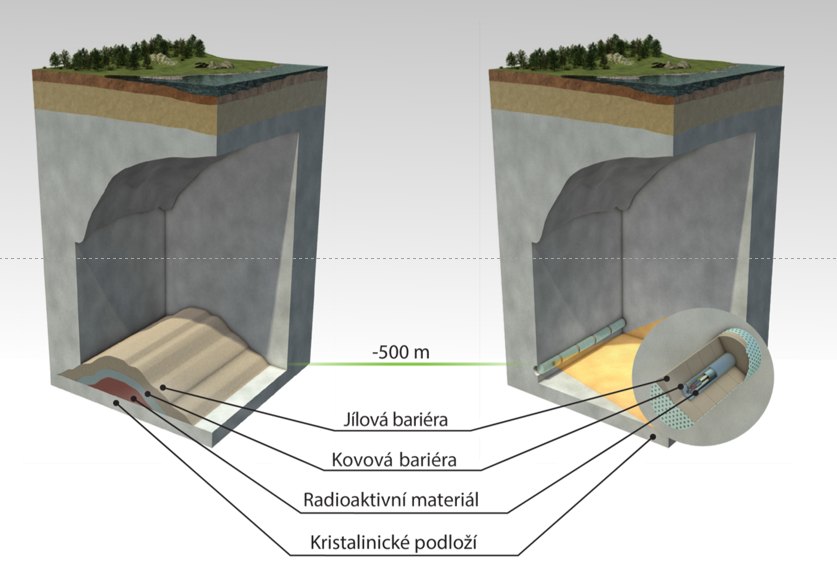 -500 m
Jílová bariéra
Kovová bariéra
Radioaktivní materiál
Kristalinické podloží